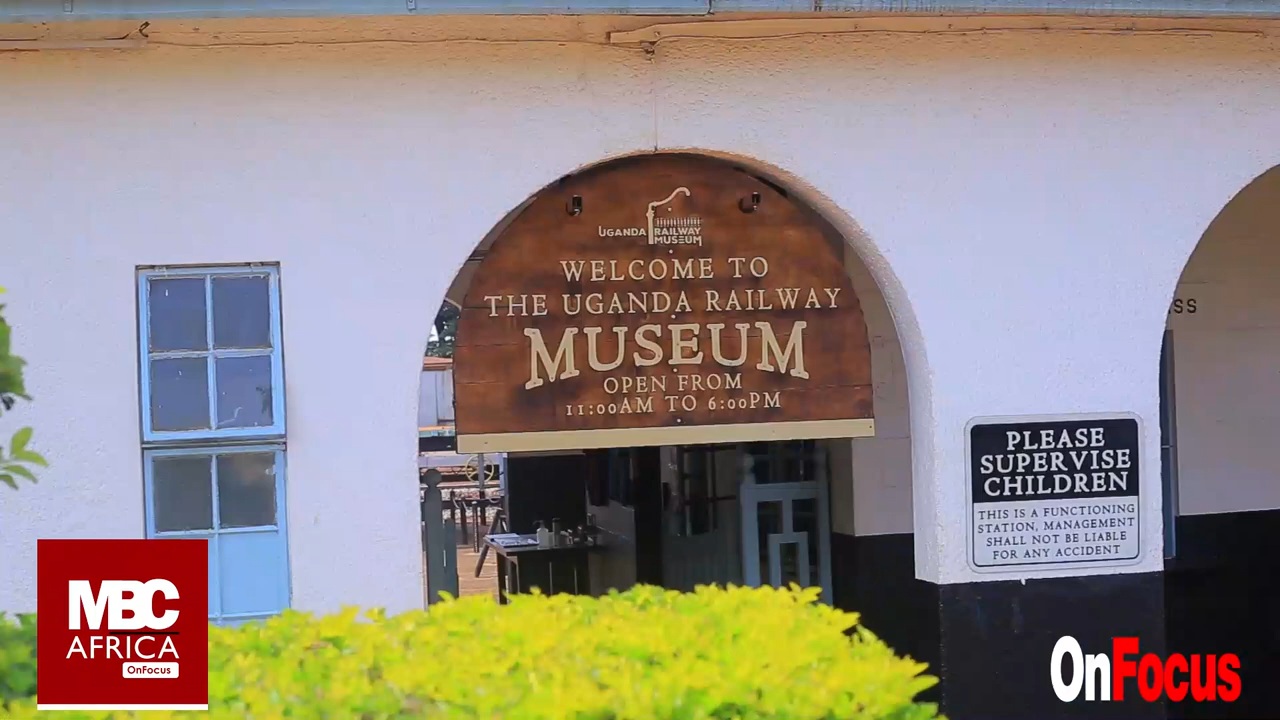 UGANDA RAILWAY
MUSEUM
WELCOME TO
THE UGANDA RAILWAY
MUSEUM
OPEN FROM
11:00AM TO 6:00PM
SS
PLEASE
SUPERVISE
CHILDREN
THIS IS A FUNCTIONING
STATION, MANAGEMENT
SHALL NOT BE LIABLE
FOR ANY ACCIDENT
MBC
AFRICA
OnFocus
OnFocus